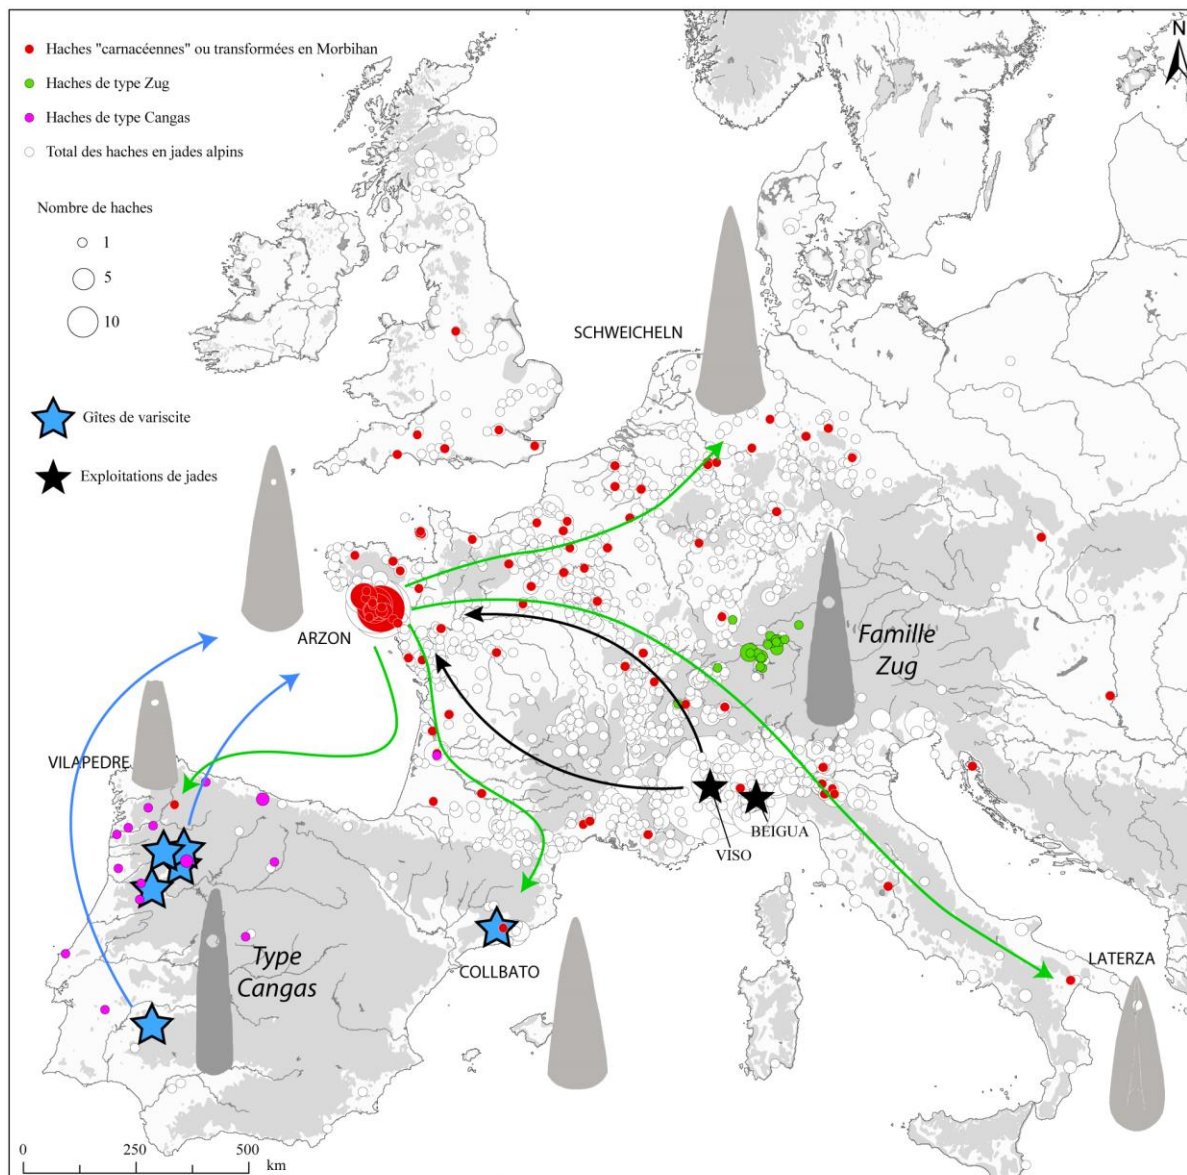 N
Haches "carnacéennes" ou transformées en Morbihan
Haches de type Zug
Haches de type Cangas
Total des haches en jades alpins
Nombre de haches
1
5
10
Gîtes de variscite
Exploitations de jades
SCHWEICHELN
ARZON
Famille
Zug
VILAPEDRE
BEIGUA
VISO
Type
Cangas
COLLBATO
LATERZA
0
250
500
km